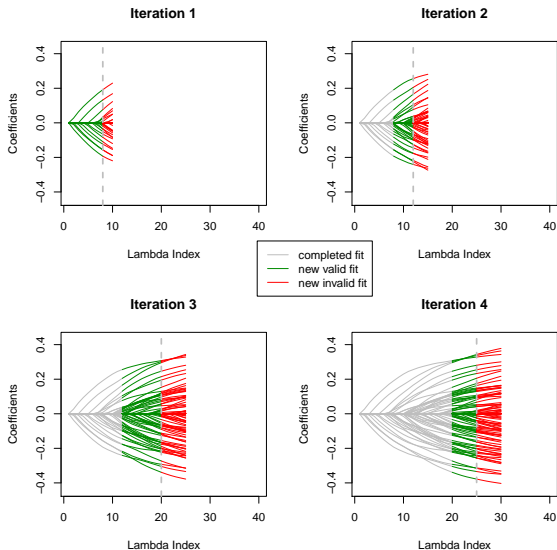 Iteration 1
Coefficients
0.4
0.2
0.0
-0.2
-0.4
0 10 20 30 40
Lambda Index
Iteration 2
Coefficients
0.4
0.2
0.0
-0.2
-0.4
0 10 20 30 40
Lambda Index
completed fit
new valid fit
new invalid fit
Iteration 3
Coefficients
0.4
0.2
0.0
-0.2
-0.4
0 10 20 30 40
Lambda Index
Iteration 4
Coefficients
0.4
0.2
0.0
-0.2
-0.4
0 10 20 30 40
Lambda Index